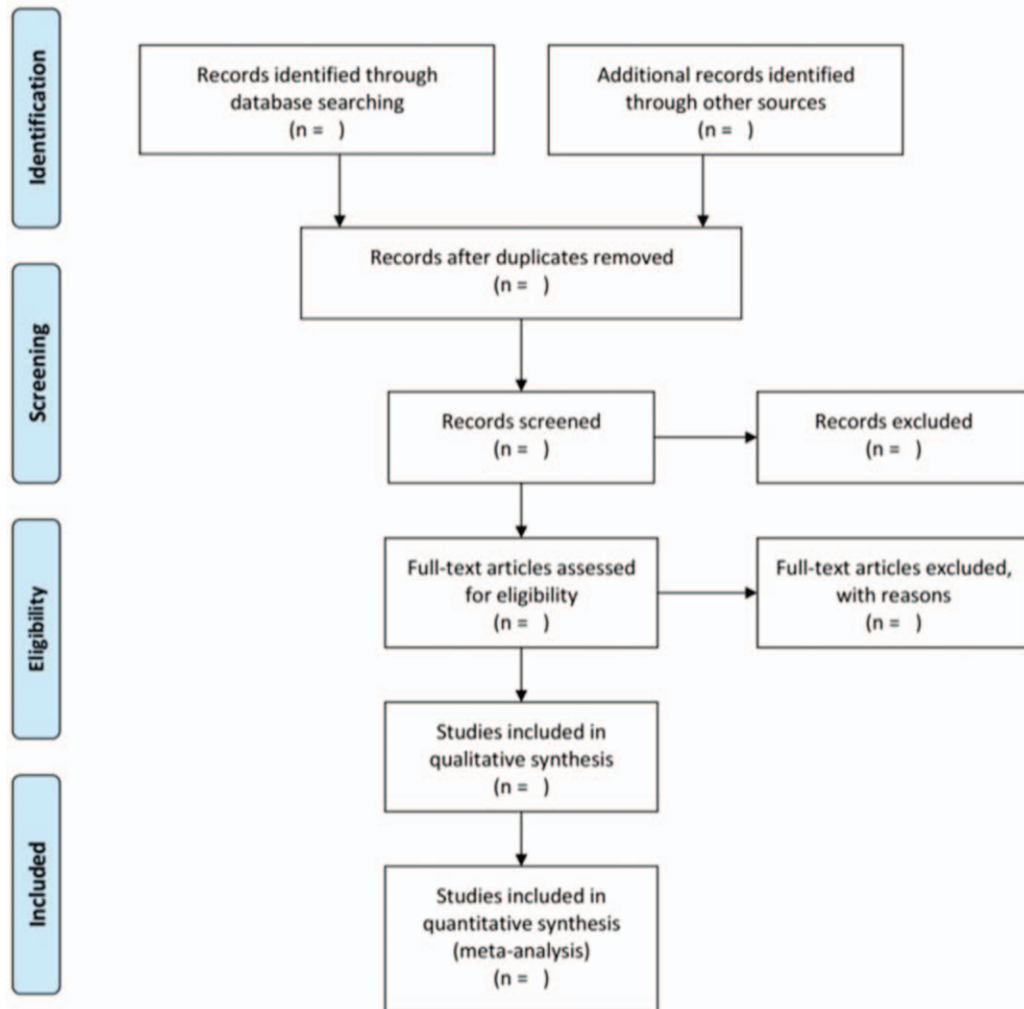 Identification
Records identified through
database searching
(n =   )
Additional records identified
through other sources
(n =   )
Records after duplicates removed
(n =   )
Screening
Records screened
(n =   )
Records excluded
(n =   )
Eligibility
Full-text articles assessed
for eligibility
(n =   )
Full-text articles excluded,
with reasons
(n =   )
Studies included in
qualitative synthesis
(n =   )
Included
Studies included in
quantitative synthesis
(meta-analysis)
(n =   )